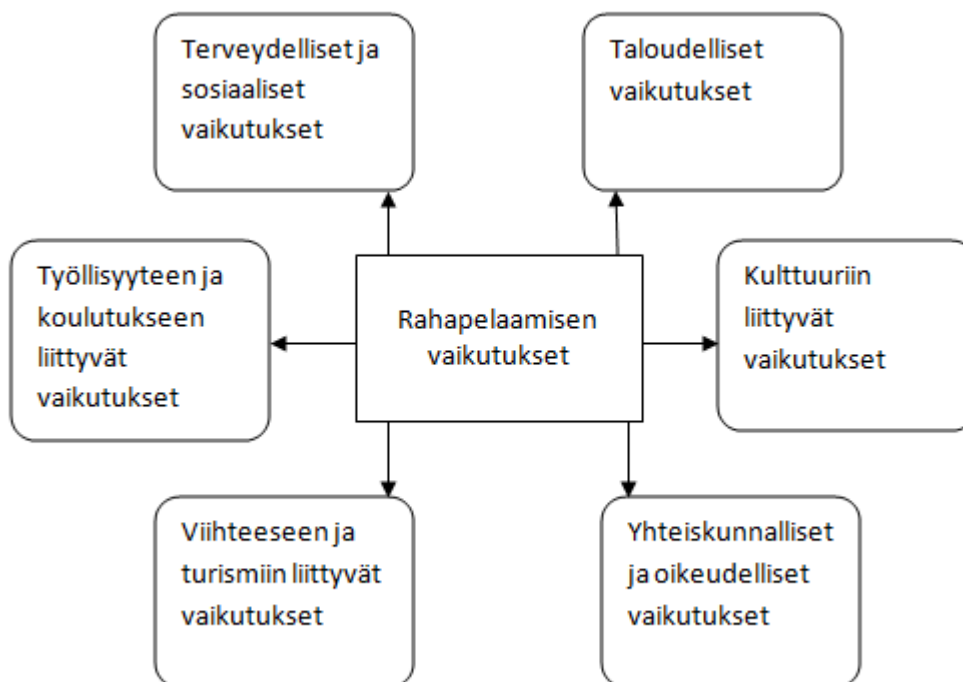 Terveydelliset ja
sosiaaliset
vaikutukset
Taloudelliset
vaikutukset
Työllisyyteen ja
koulutukseen
liittyvät
vaikutukset
Rahapelaamisen
vaikutukset
Kulttuuriin
liittyvät
vaikutukset
Viihteeseen ja
turismiin liittyvät
vaikutukset
Yhteiskunnalliset
ja oikeudelliset
vaikutukset